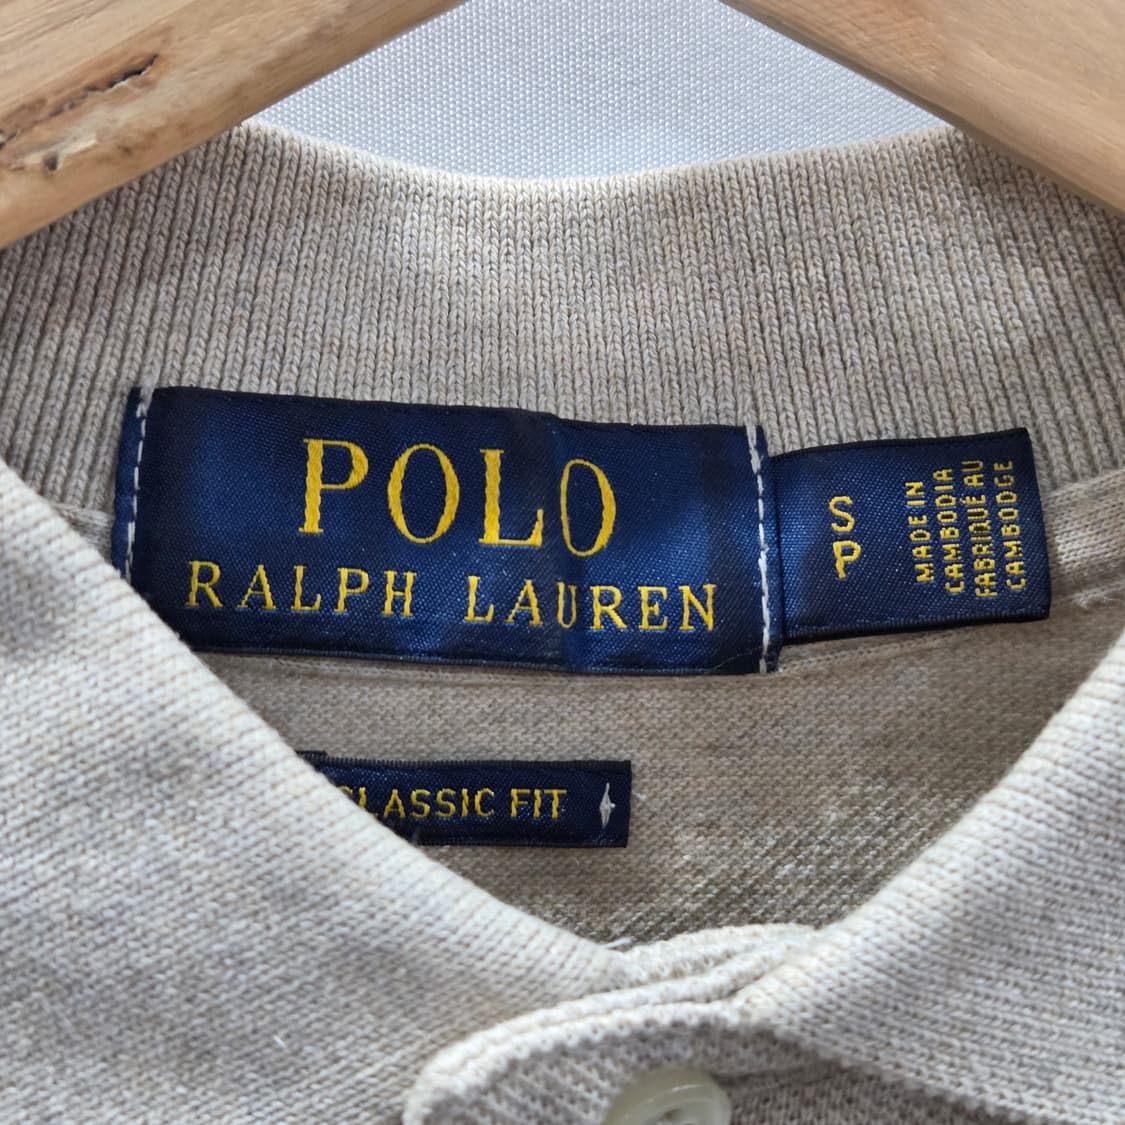 POLO
RALPH LAUREN
S
P
MADE IN
CAMBODIA
FABRIQUÉ AU
CAMBODGE
CLASSIC FIT